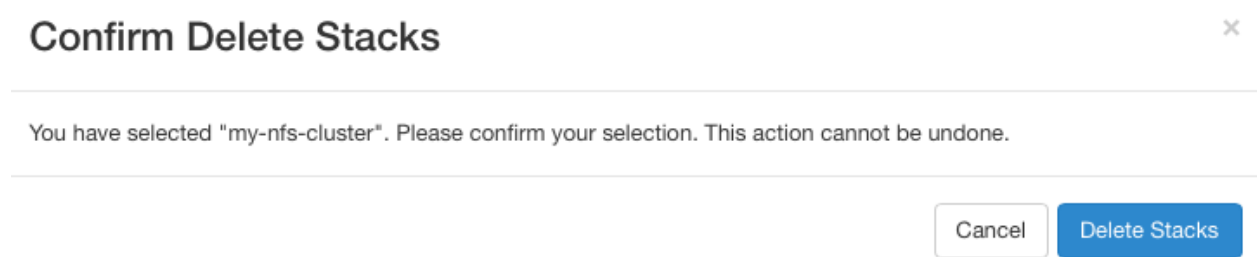 Confirm Delete Stacks
×
You have selected "my-nfs-cluster". Please confirm your selection. This action cannot be undone.
Cancel
Delete Stacks